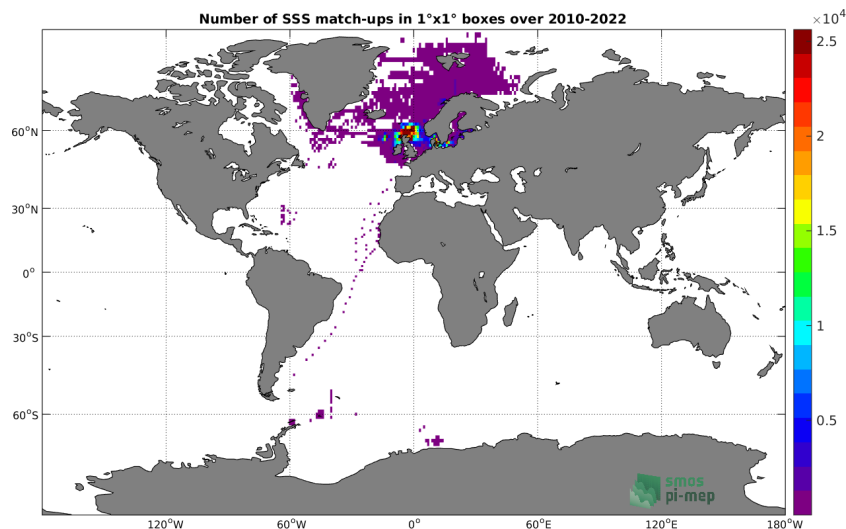 Number of SSS match-ups in 1°x1° boxes over 2010-2022
×10⁴
2.5
2
1.5
1
0.5
60°N
30°N
0°
30°S
60°S
120°W 60°W 0° 60°E 120°E 180°W
smos
pi-mep